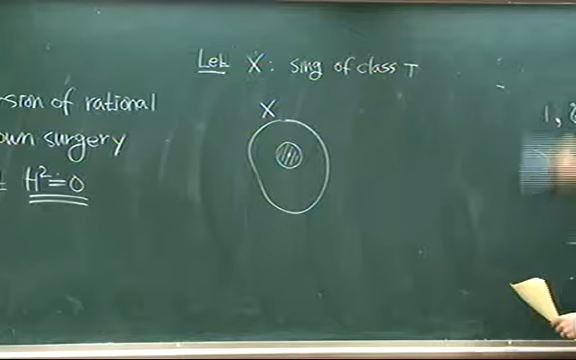 rsion of rational
own surgery
H²=0
Let X: sing of class T
X
1,